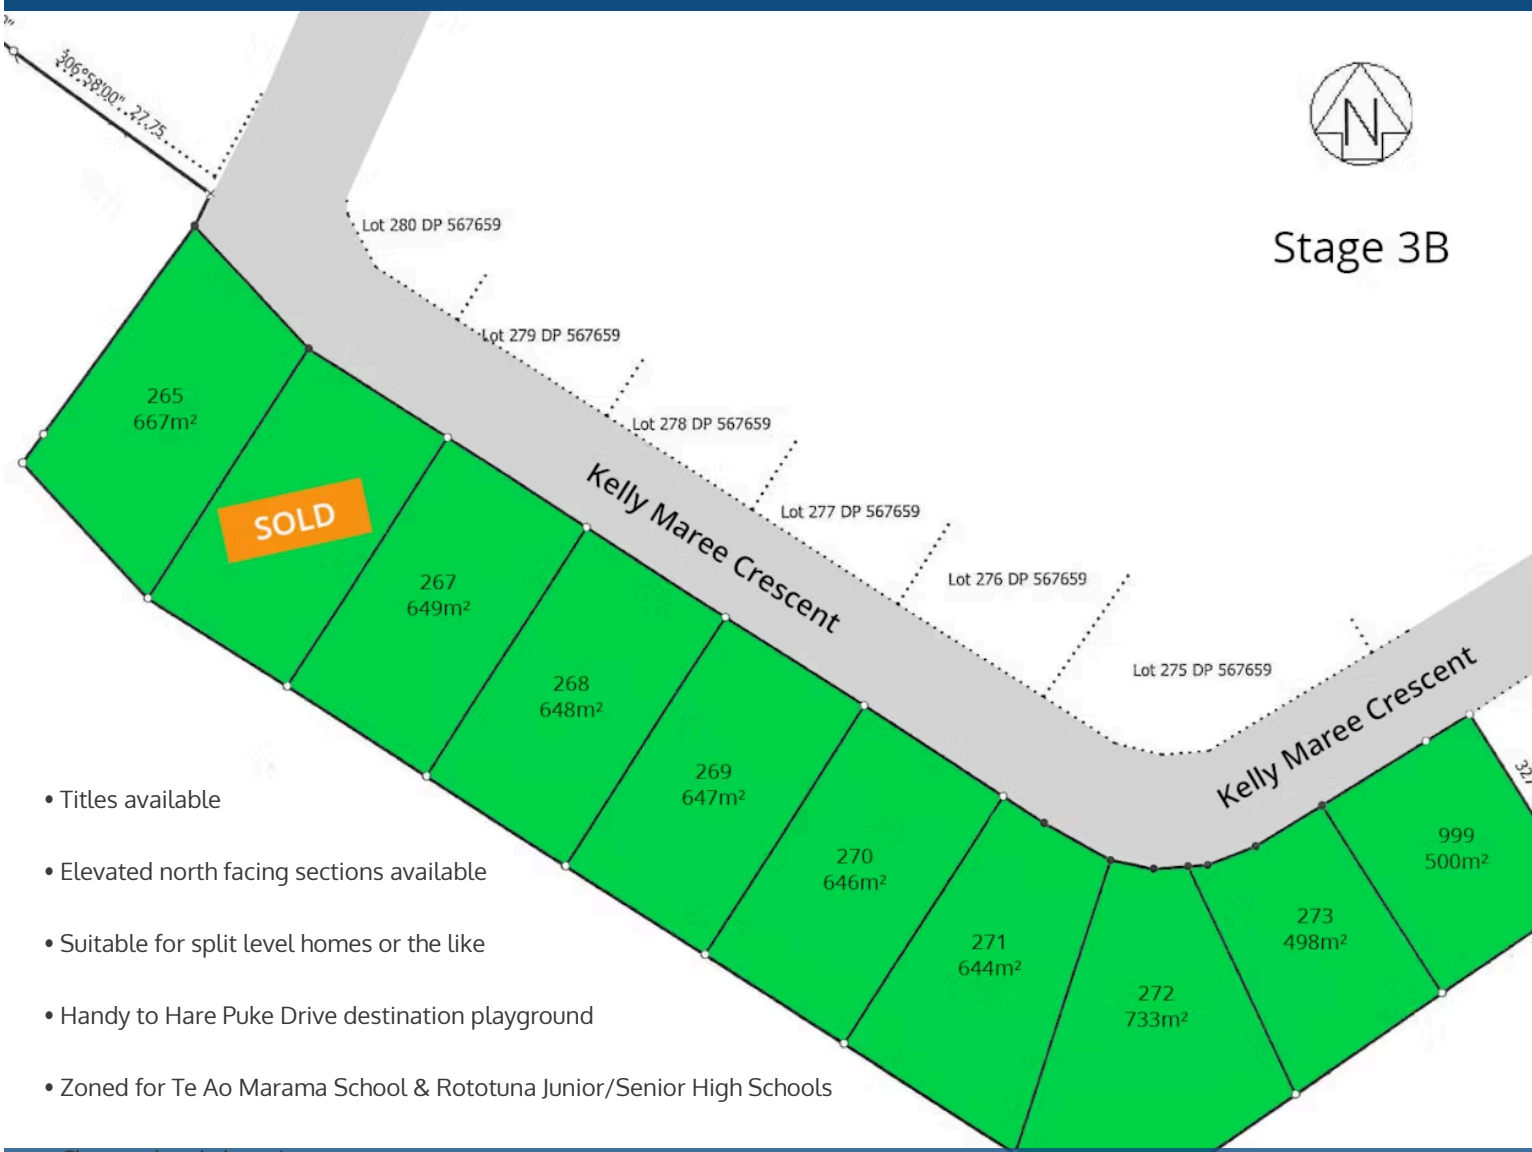 306°58'00" 27.75
N
Stage 3B
Lot 280 DP 567659
Lot 279 DP 567659
Lot 278 DP 567659
Lot 277 DP 567659
Lot 276 DP 567659
Lot 275 DP 567659
Kelly Maree Crescent
Kelly Maree Crescent
265
667m²
SOLD
267
649m²
268
648m²
269
647m²
270
646m²
271
644m²
272
733m²
273
498m²
999
500m²
• Titles available
• Elevated north facing sections available
• Suitable for split level homes or the like
• Handy to Hare Puke Drive destination playground
• Zoned for Te Ao Marama School & Rototuna Junior/Senior High Schools